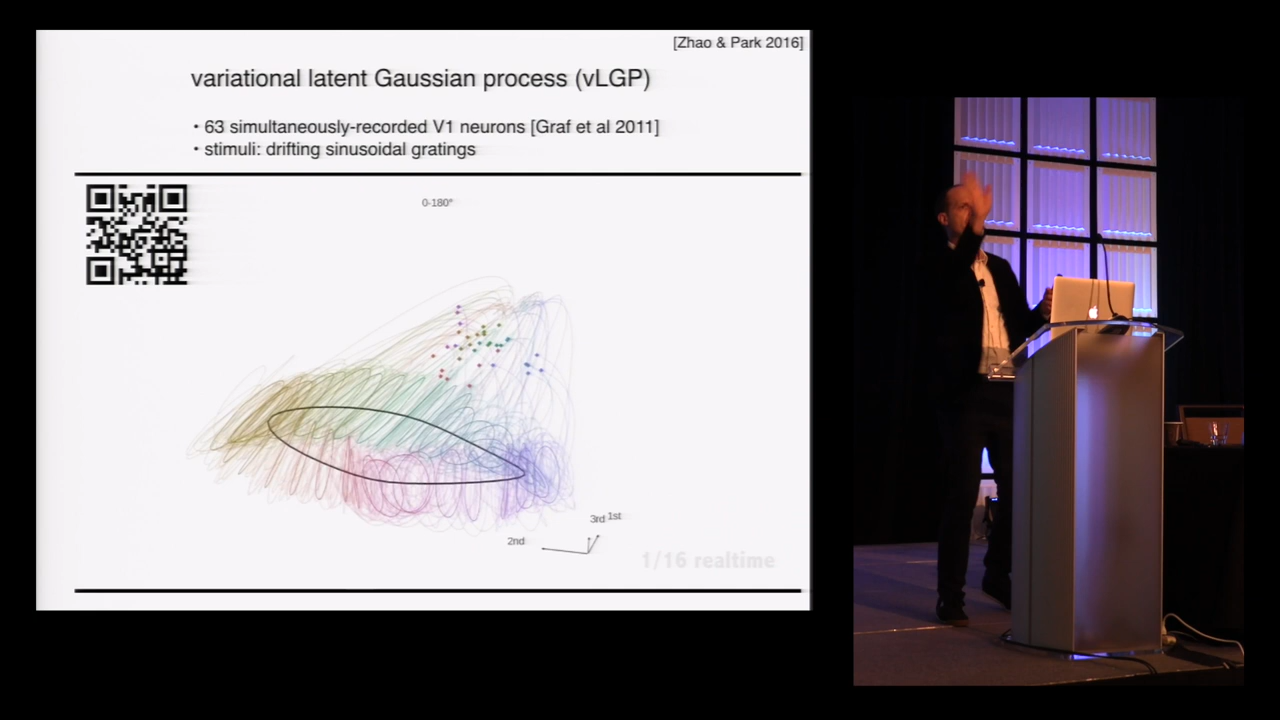 [Zhao & Park 2016]
variational latent Gaussian process (vLGP)
• 63 simultaneously-recorded V1 neurons [Graf et al 2011]
• stimuli: drifting sinusoidal gratings
0-180°
3rd 1st
2nd
1/16 realtime